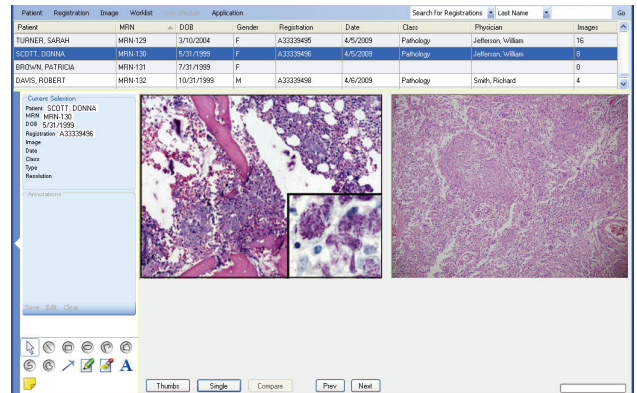 Patient Registration Image Worklist Application Search for Registrations Last Name Go
Patient MRN DOB Gender Registration Date Class Physician Images
TURNER, SARAH MRN-129 3/10/2004 F A33339495 4/5/2009 Pathology Jefferson, William 16
SCOTT, DONNA MRN-130 5/31/1999 F A33339496 4/5/2009 Pathology Jefferson, William 8
BROWN, PATRICIA MRN-131 7/31/1999 F 0
DAVIS, ROBERT MRN-132 10/31/1999 M A33339498 4/6/2009 Pathology Smith, Richard 4
Current Selection
Patient SCOTT, DONNA
MRN MRN-130
DOB 5/31/1999
Registration A33339496
Image
Date
Class
Type
Resolution
Annotations
Save Edit Clear
A
Thumbs Single Compare Prev Next